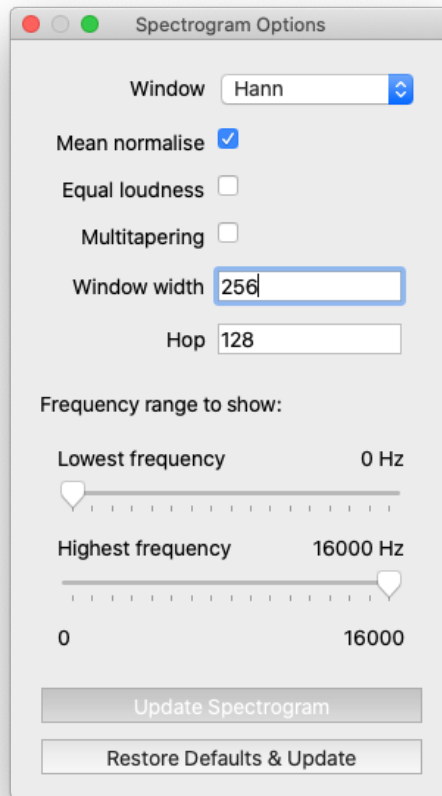 Spectrogram Options
Window Hann
Mean normalise
Equal loudness
Multitapering
Window width 256
Hop 128
Frequency range to show:
Lowest frequency 0 Hz
Highest frequency 16000 Hz
0 16000
Update Spectrogram
Restore Defaults & Update